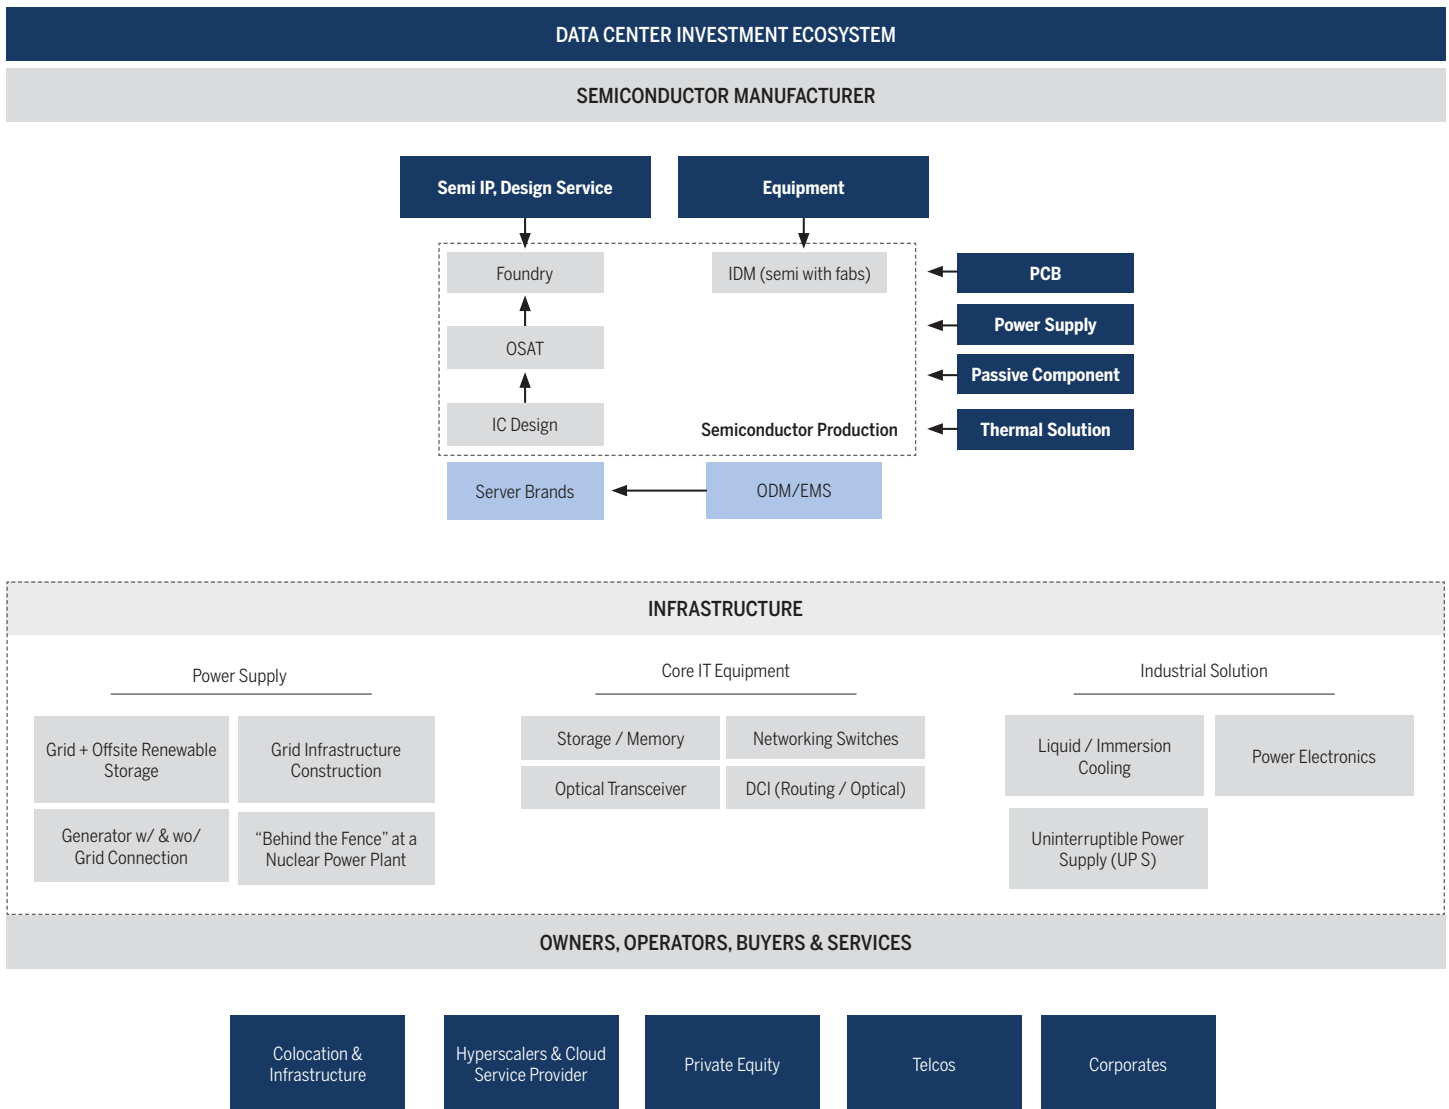 DATA CENTER INVESTMENT ECOSYSTEM
SEMICONDUCTOR MANUFACTURER
Semi IP, Design Service
Equipment
Foundry
IDM (semi with fabs)
PCB
Power Supply
OSAT
Passive Component
IC Design
Semiconductor Production
Thermal Solution
Server Brands
ODM/EMS
INFRASTRUCTURE
Power Supply
Grid + Offsite Renewable
Storage
Grid Infrastructure
Construction
Generator w/ & wo/
Grid Connection
“Behind the Fence” at a
Nuclear Power Plant
Core IT Equipment
Storage / Memory
Networking Switches
Optical Transceiver
DCI (Routing / Optical)
Industrial Solution
Liquid / Immersion
Cooling
Power Electronics
Uninterruptible Power
Supply (UP S)
OWNERS, OPERATORS, BUYERS & SERVICES
Colocation &
Infrastructure
Hyperscalers & Cloud
Service Provider
Private Equity
Telcos
Corporates